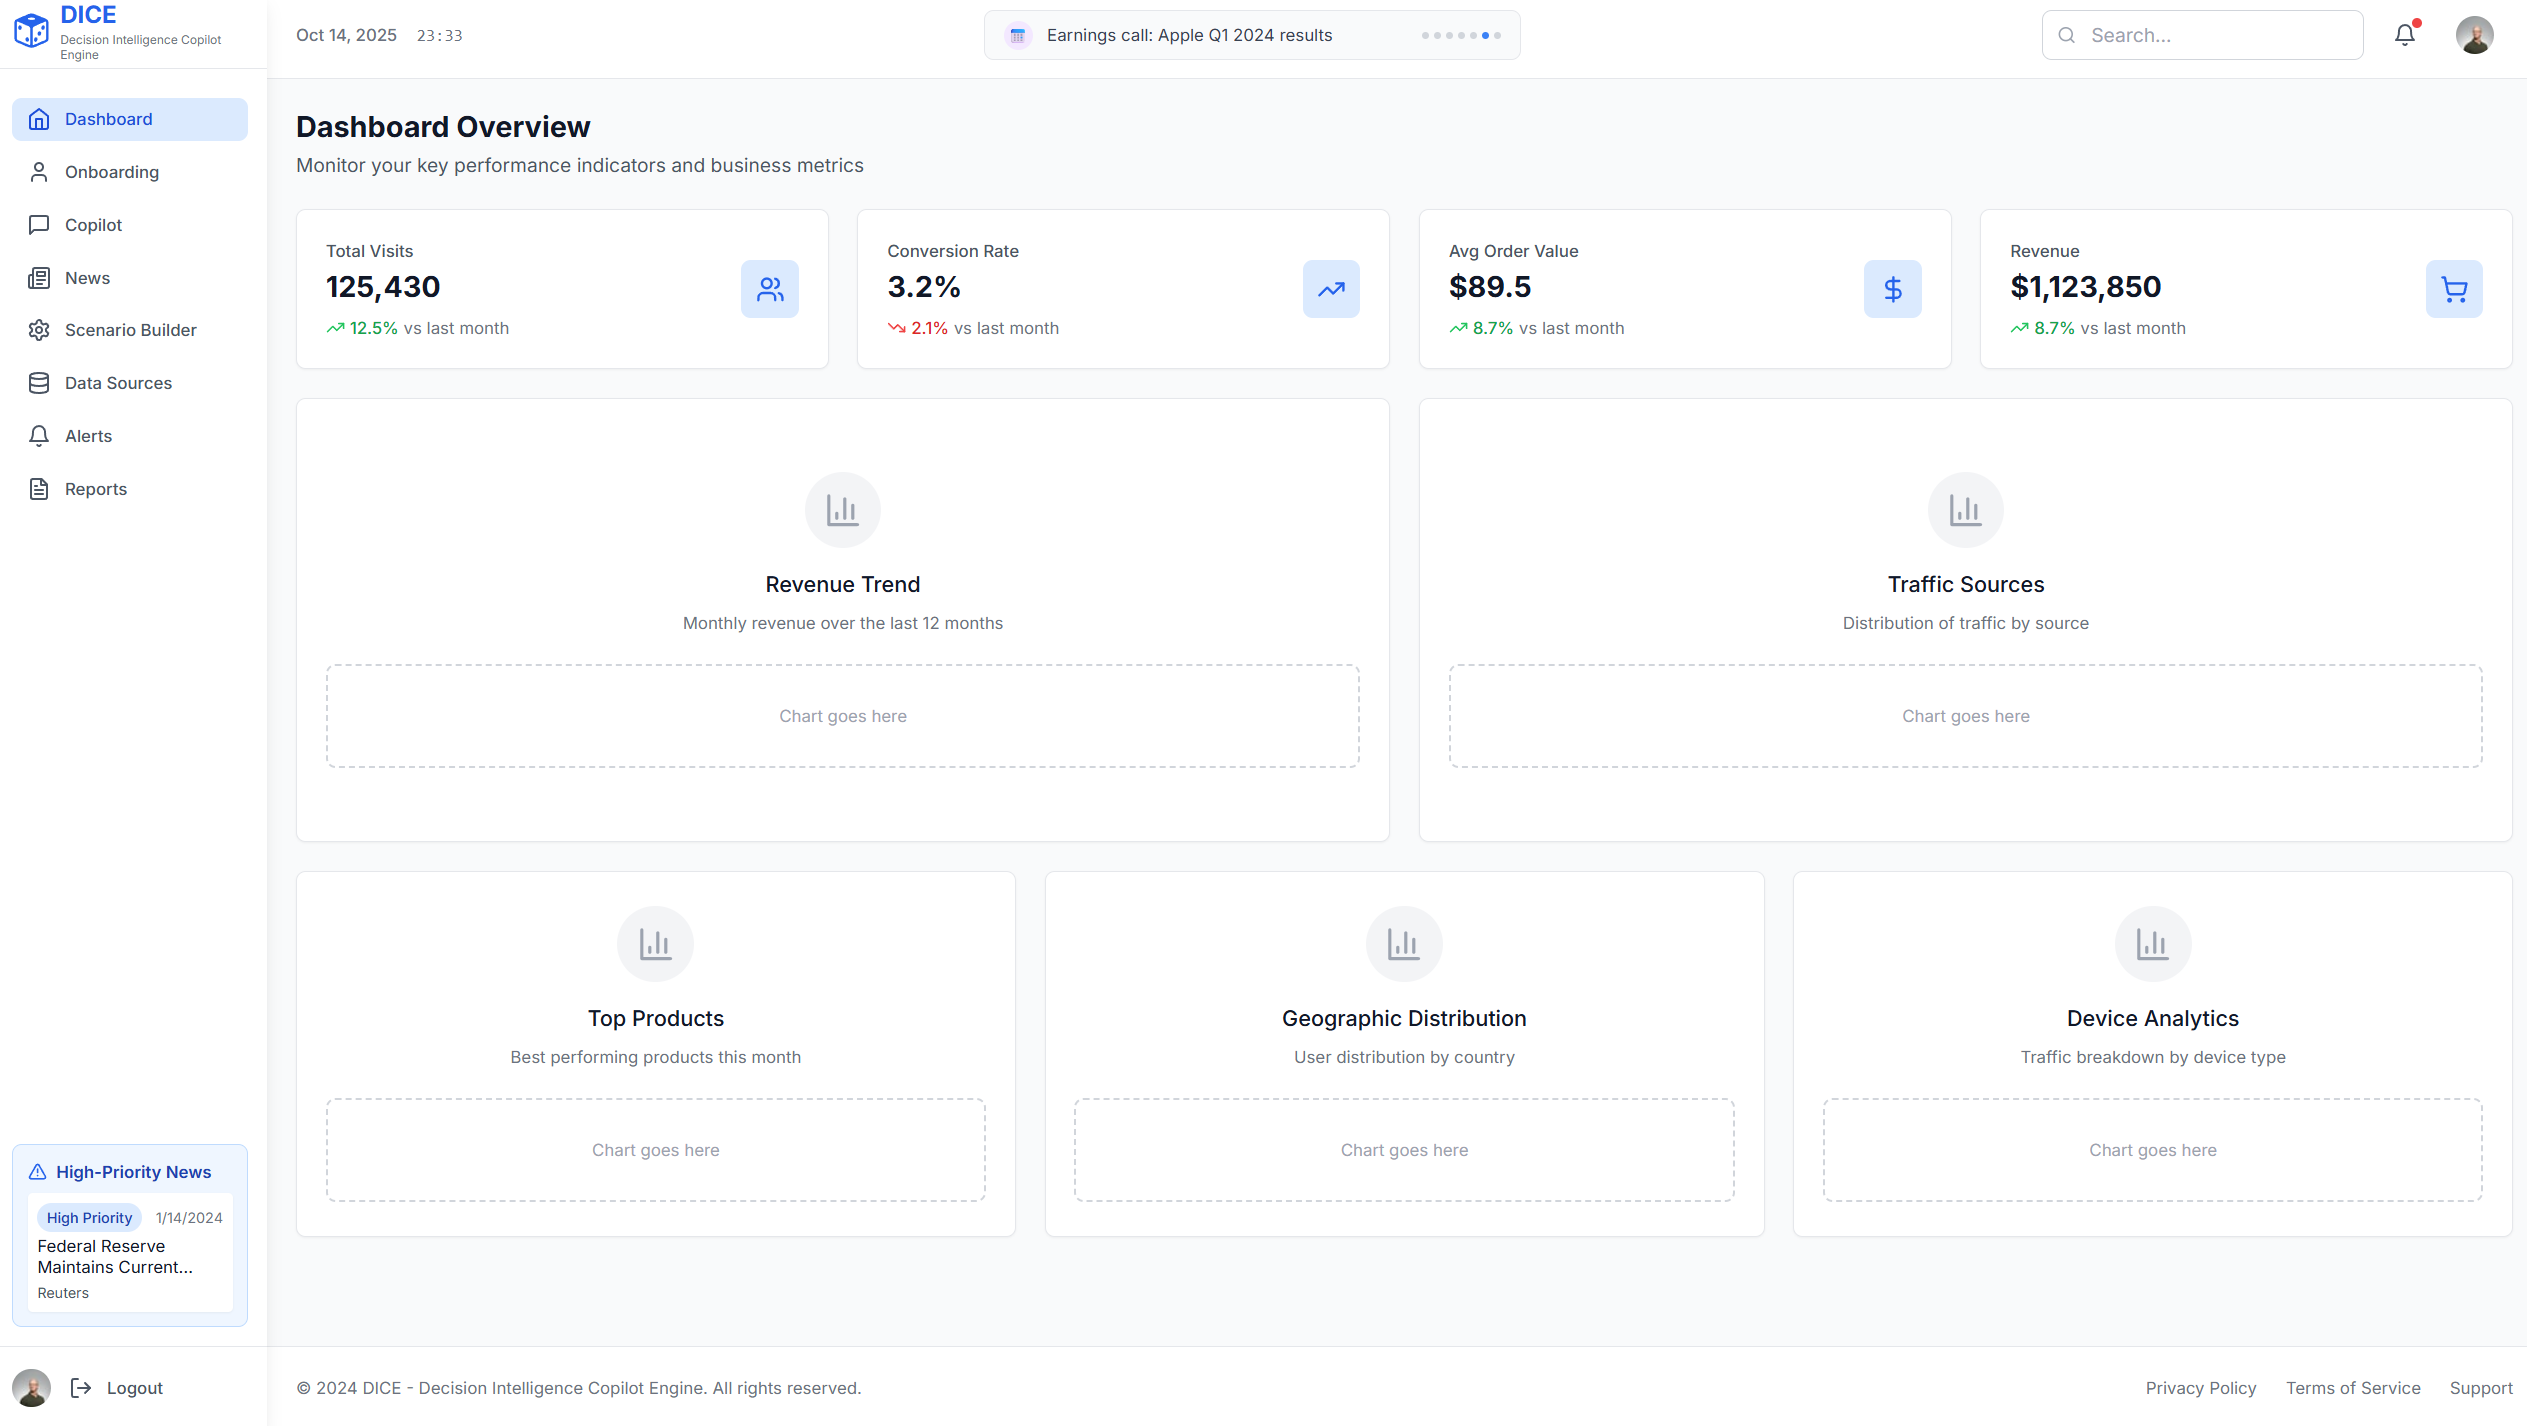 DICE
Decision Intelligence Copilot
Engine
Oct 14, 2025 23:33
Earnings call: Apple Q1 2024 results
Search...
Dashboard
Onboarding
Copilot
News
Scenario Builder
Data Sources
Alerts
Reports
High-Priority News
High Priority 1/14/2024
Federal Reserve
Maintains Current...
Reuters
Logout
Dashboard Overview
Monitor your key performance indicators and business metrics
Total Visits
125,430
12.5% vs last month
Conversion Rate
3.2%
2.1% vs last month
Avg Order Value
$89.5
8.7% vs last month
Revenue
$1,123,850
8.7% vs last month
Revenue Trend
Monthly revenue over the last 12 months
Chart goes here
Traffic Sources
Distribution of traffic by source
Chart goes here
Top Products
Best performing products this month
Chart goes here
Geographic Distribution
User distribution by country
Chart goes here
Device Analytics
Traffic breakdown by device type
Chart goes here
© 2024 DICE - Decision Intelligence Copilot Engine. All rights reserved.
Privacy Policy Terms of Service Support